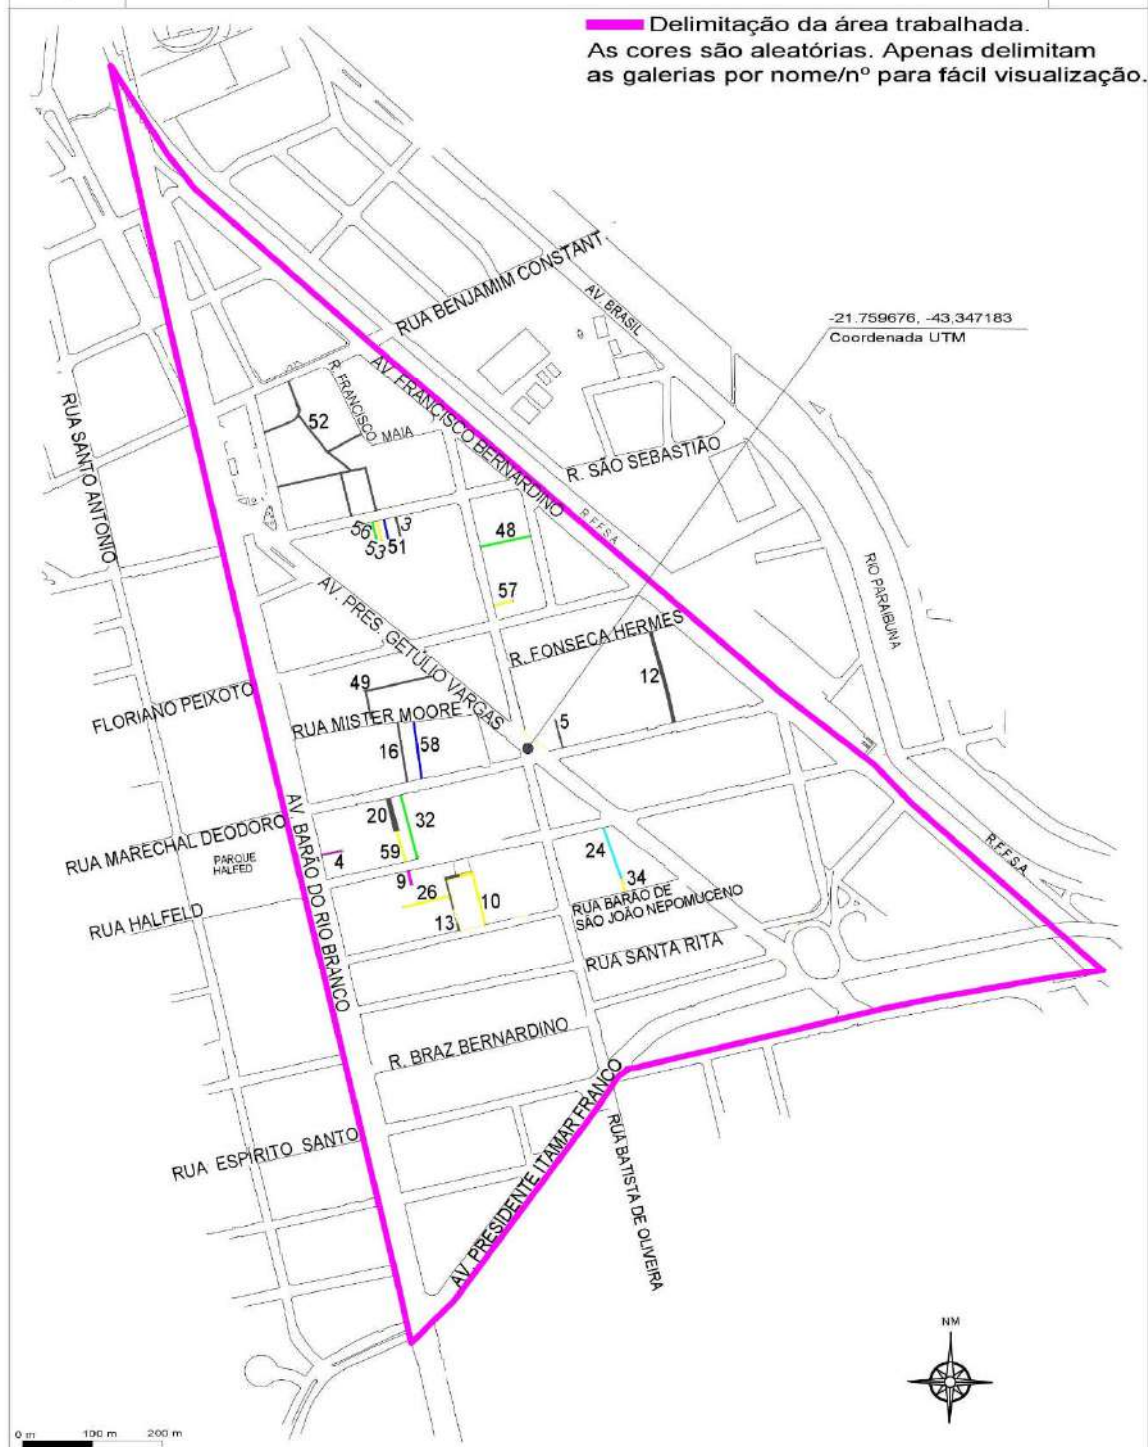 Delimitação da área trabalhada.
As cores são aleatórias. Apenas delimitam
as galerias por nome/nº para fácil visualização.
RUA BENJAMIM CONSTANT.
AV. BRASIL
-21.759676, -43,347183
Coordenada UTM
R. FRANCISCO MAIA
AV. FRANCISCO BERNARDINO
RUA SANTO ANTONIO
52
R. SÃO SEBASTIÃO
R.F.F.S.A.
56
53
51
3
48
57
RIO PARAIBUNA
AV. PRES. GETÚLIO VARGAS
R. FONSECA HERMES
49
12
FLORIANO PEIXOTO
RUA MISTER MOORE
5
16
58
AV. BARÃO DO RIO BRANCO
20
32
RUA MARECHAL DEODORO
PARQUE
HALFED
4
59
24
R.F.F.S.A.
9
26
34
10
RUA BARÃO DE
SÃO JOÃO NEPOMUCENO
RUA HALFELD
13
RUA SANTA RITA
R. BRAZ BERNARDINO
RUA ESPÍRITO SANTO
AV. PRESIDENTE ITAMAR FRANCO
RUA BATISTA DE OLIVEIRA
NM
0 m 100 m 200 m